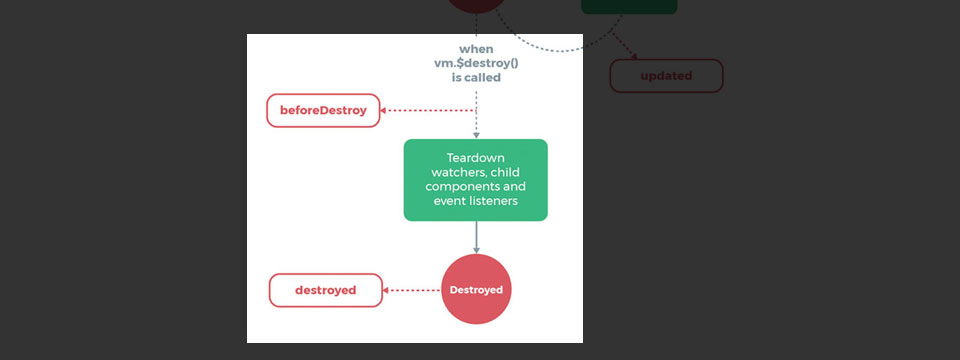 when
vm.$destroy()
is called
updated
beforeDestroy
Teardown
watchers, child
components and
event listeners
destroyed
Destroyed